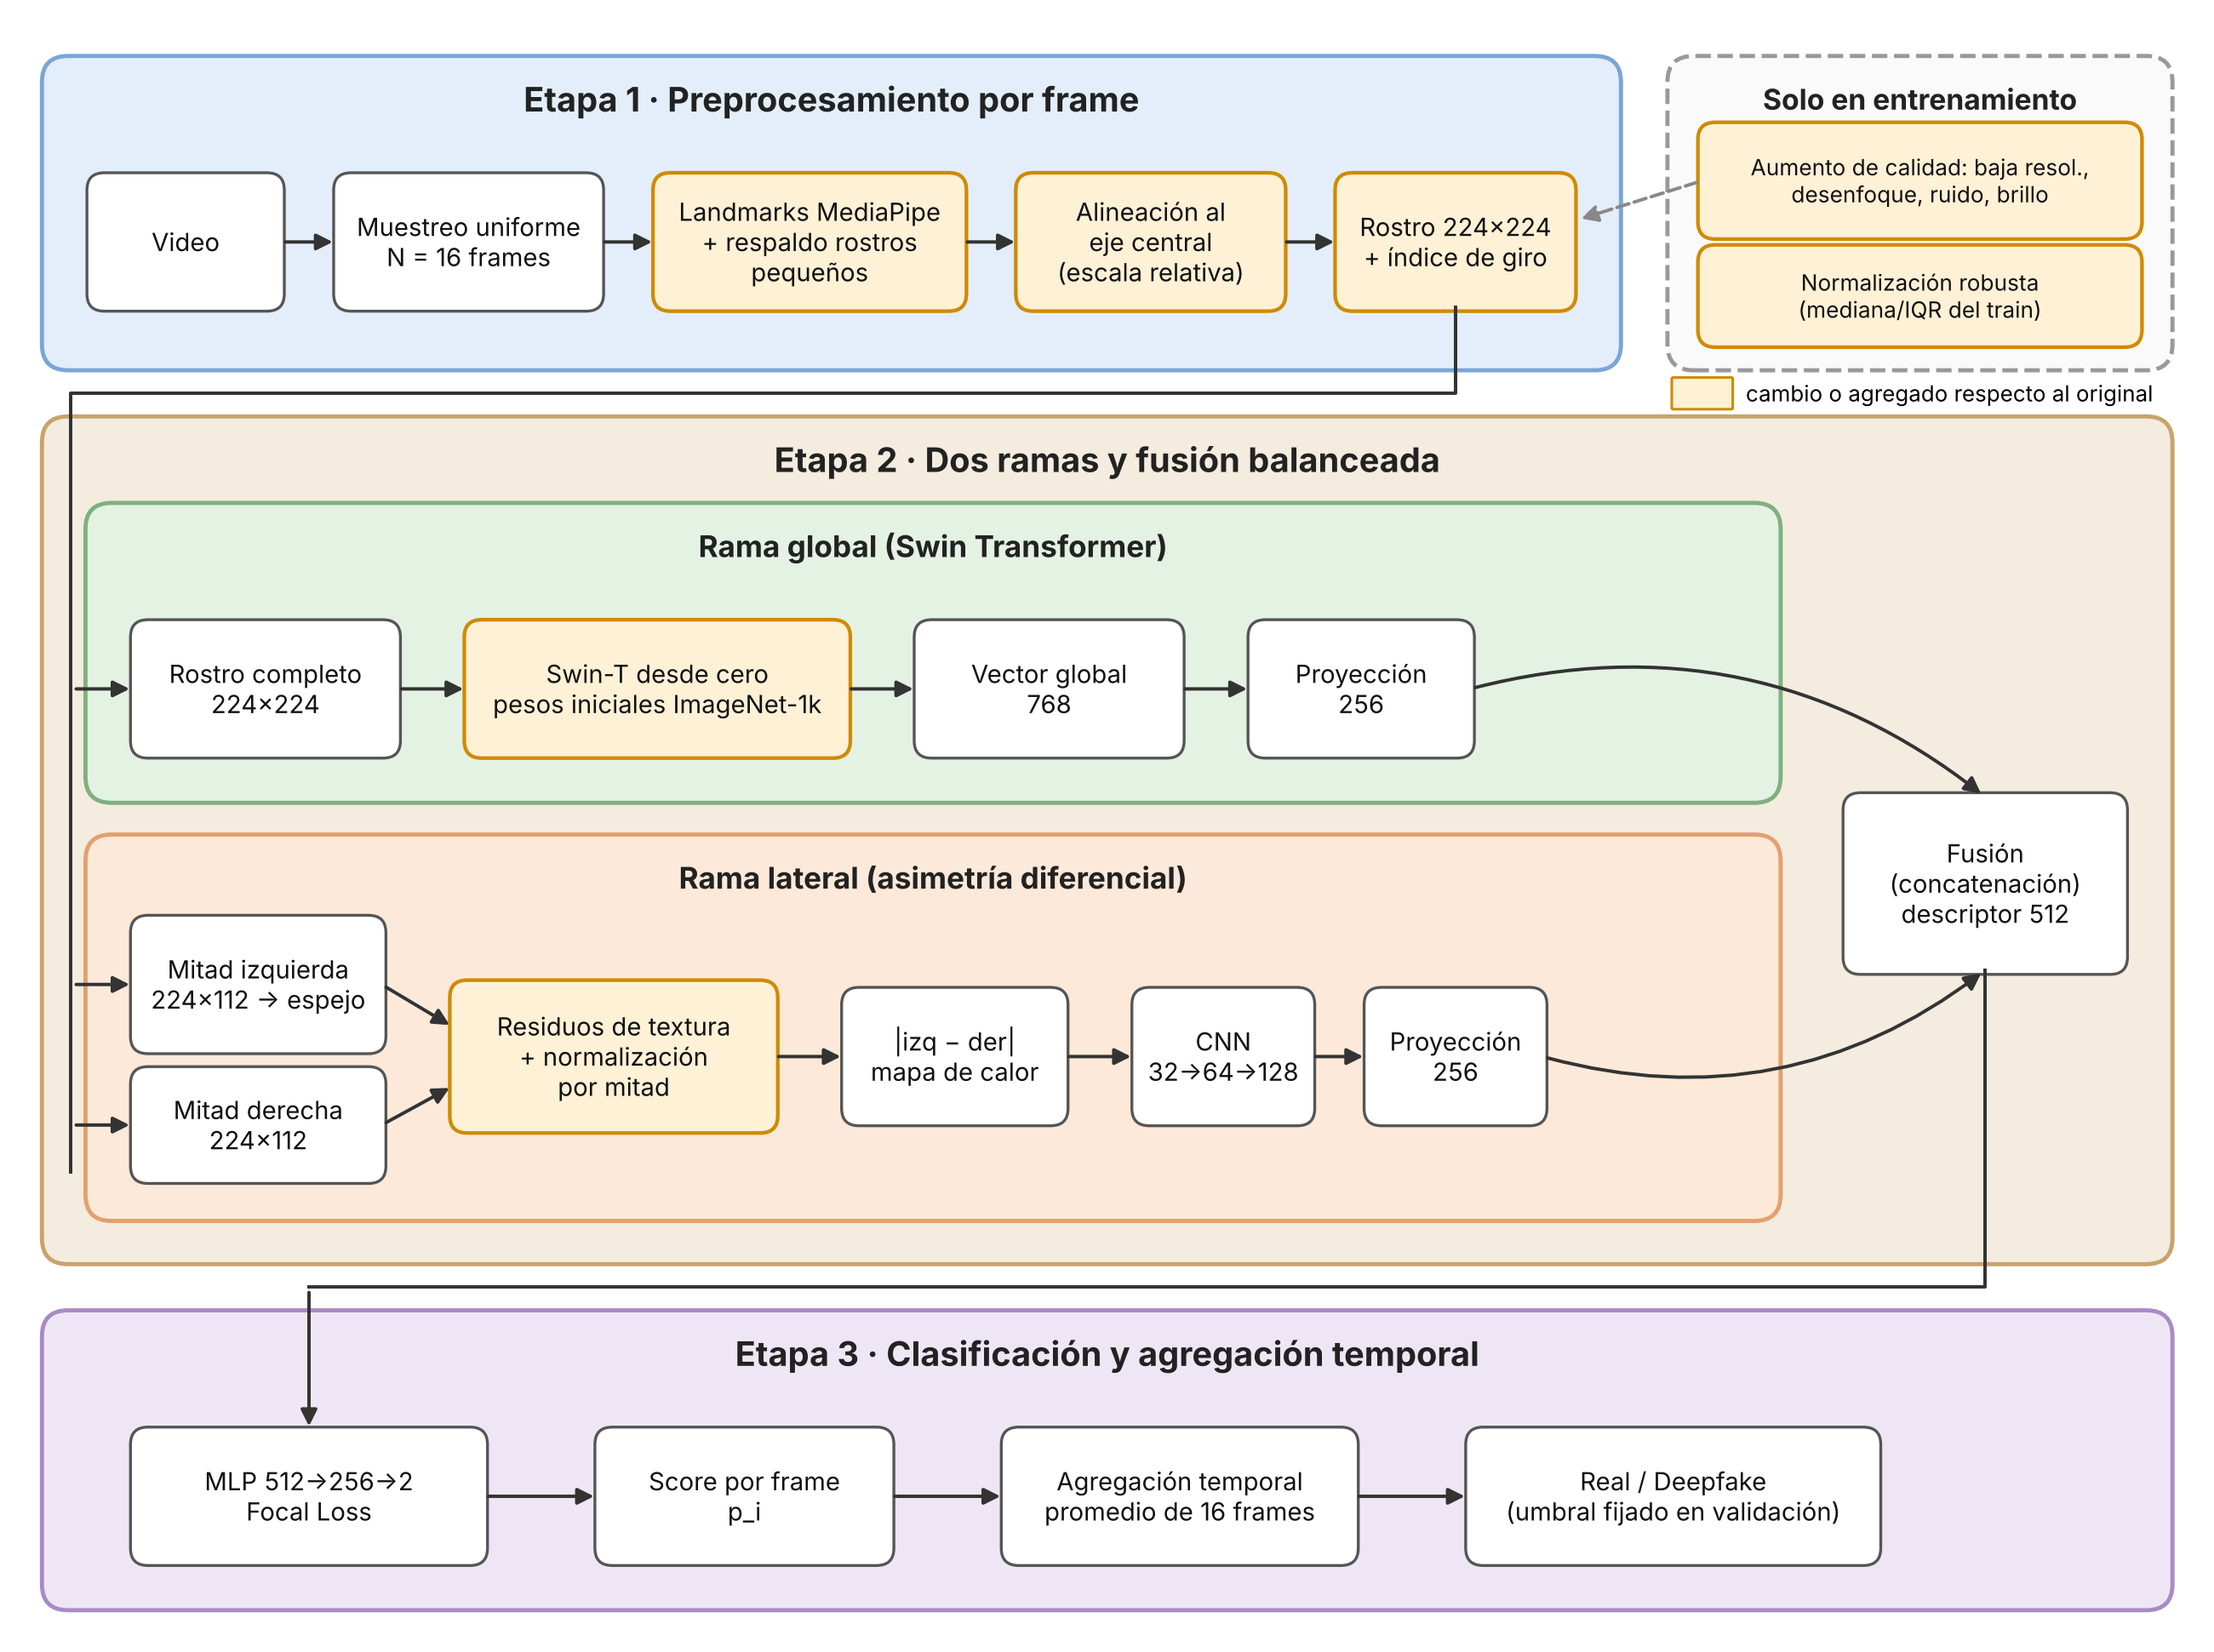 Etapa 1 · Preprocesamiento por frame
Video
Muestreo uniforme
N = 16 frames
Landmarks MediaPipe
+ respaldo rostros
pequeños
Alineación al
eje central
(escala relativa)
Rostro 224×224
+ índice de giro
Solo en entrenamiento
Aumento de calidad: baja resol.,
desenfoque, ruido, brillo
Normalización robusta
(mediana/IQR del train)
cambio o agregado respecto al original
Etapa 2 · Dos ramas y fusión balanceada
Rama global (Swin Transformer)
Rostro completo
224×224
Swin-T desde cero
pesos iniciales ImageNet-1k
Vector global
768
Proyección
256
Rama lateral (asimetría diferencial)
Mitad izquierda
224×112 → espejo
Mitad derecha
224×112
Residuos de textura
+ normalización
por mitad
|izq − der|
mapa de calor
CNN
32→64→128
Proyección
256
Fusión
(concatenación)
descriptor 512
Etapa 3 · Clasificación y agregación temporal
MLP 512→256→2
Focal Loss
Score por frame
p_i
Agregación temporal
promedio de 16 frames
Real / Deepfake
(umbral fijado en validación)